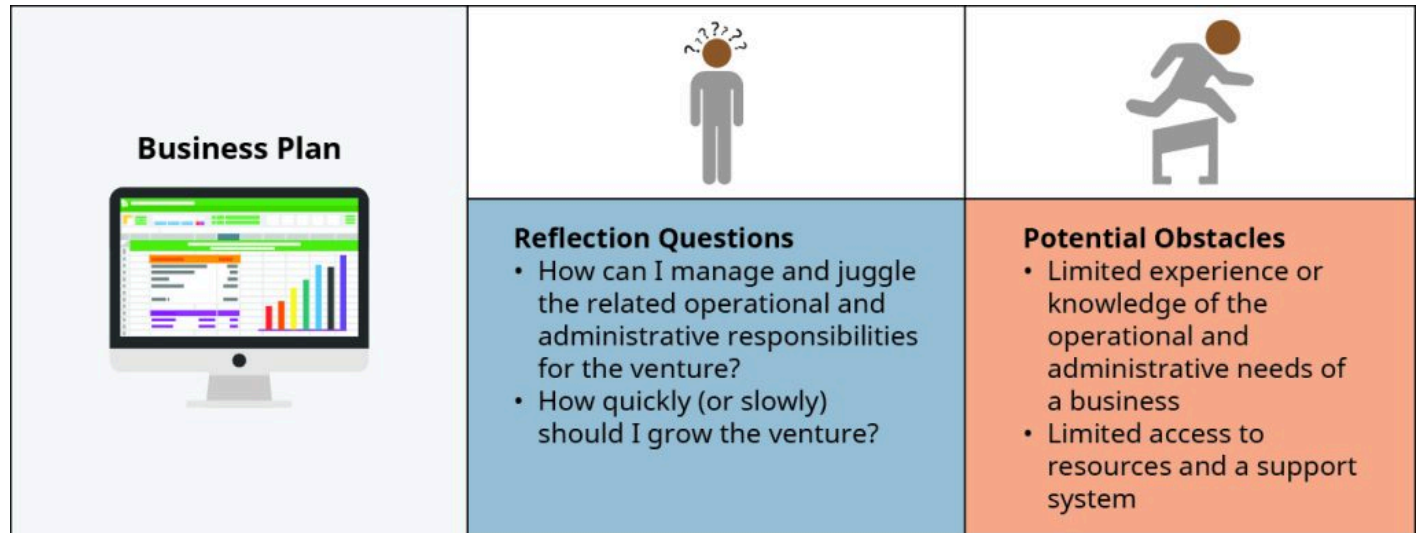 Business Plan
? ? ? ? ? ? ?
Reflection Questions
• How can I manage and juggle
the related operational and
administrative responsibilities
for the venture?
• How quickly (or slowly)
should I grow the venture?
Potential Obstacles
• Limited experience or
knowledge of the
operational and
administrative needs of
a business
• Limited access to
resources and a support
system